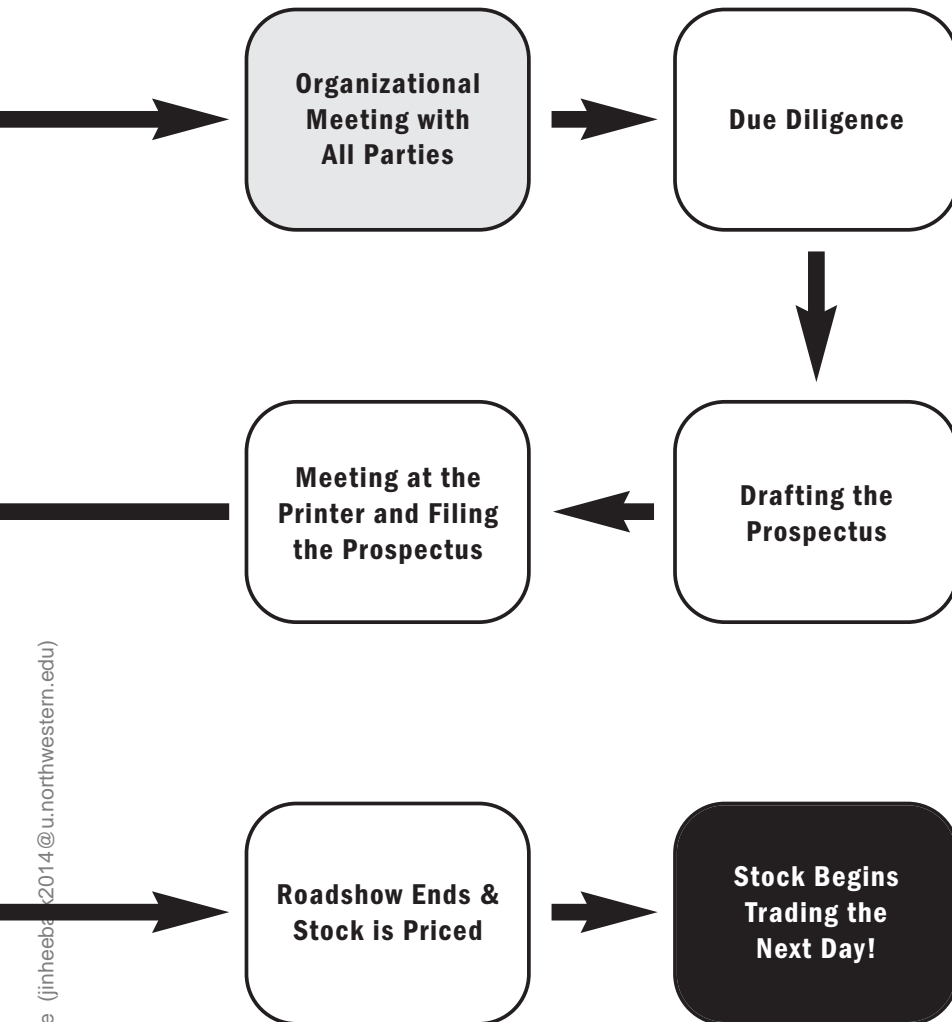 Organizational
Meeting with
All Parties
Due Diligence
Drafting the
Prospectus
Meeting at the
Printer and Filing
the Prospectus
Roadshow Ends &
Stock is Priced
Stock Begins
Trading the
Next Day!